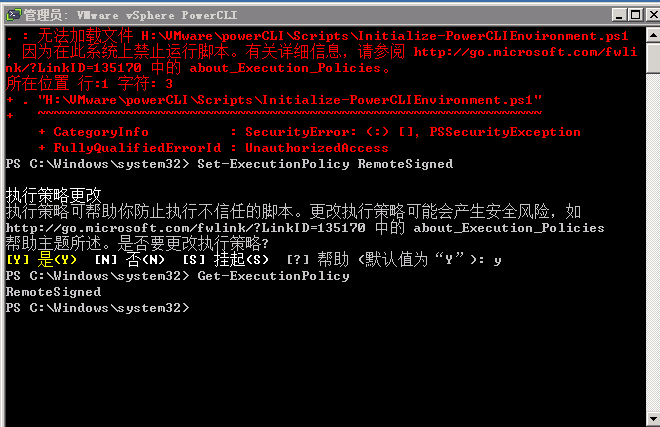 管理员: VMware vSphere PowerCLI
. : 无法加载文件 H:\VMware\powerCLI\Scripts\Initialize-PowerCLIEnvironment.ps1
，因为在此系统上禁止运行脚本。有关详细信息，请参阅 http://go.microsoft.com/fwli
nk/?LinkID=135170 中的 about_Execution_Policies。
所在位置 行:1 字符: 3
+ . "H:\VMware\powerCLI\Scripts\Initialize-PowerCLIEnvironment.ps1"
+   ~~~~~~~~~~~~~~~~~~~~~~~~~~~~~~~~~~~~~~~~~~~~~~~~~~~~~~~~~~~~~~~
    + CategoryInfo          : SecurityError: (:) [], PSSecurityException
    + FullyQualifiedErrorId : UnauthorizedAccess
PS C:\Windows\system32> Set-ExecutionPolicy RemoteSigned
执行策略更改
执行策略可帮助你防止执行不信任的脚本。更改执行策略可能会产生安全风险，如
http://go.microsoft.com/fwlink/?LinkID=135170 中的 about_Execution_Policies
帮助主题所述。是否要更改执行策略?
[Y] 是(Y)  [N] 否(N)  [S] 挂起(S)  [?] 帮助 (默认值为“Y”): y
PS C:\Windows\system32> Get-ExecutionPolicy
RemoteSigned
PS C:\Windows\system32>